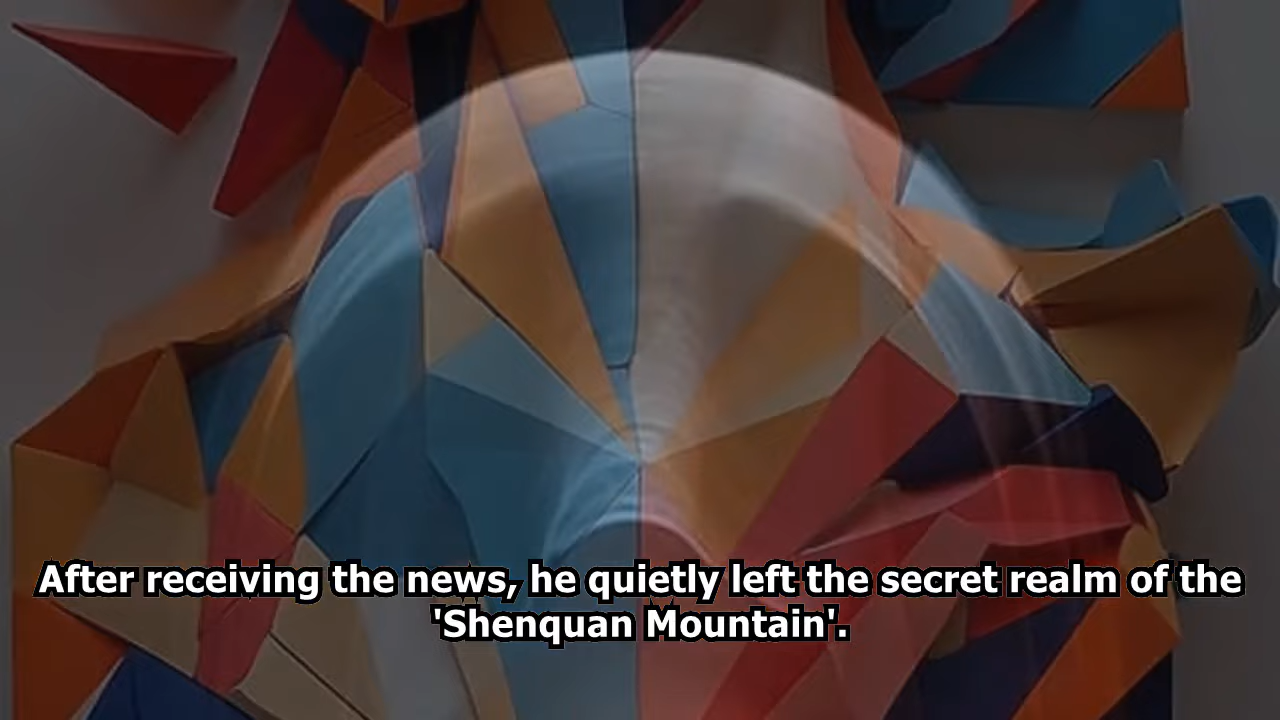 After receiving the news, he quietly left the secret realm of the
'Shenquan Mountain'.